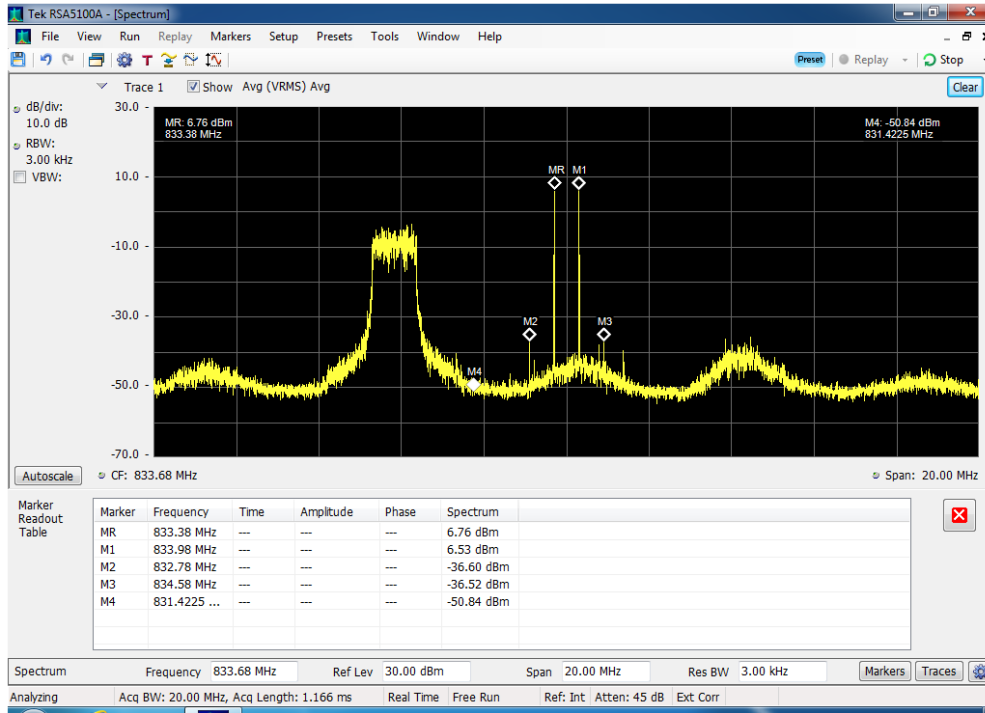 Tek RSA5100A - [Spectrum]
File View Run Replay Markers Setup Presets Tools Window Help
Preset Replay Stop
Trace 1 Show Avg (VRMS) Avg Clear
dB/div:
10.0 dB
RBW:
3.00 kHz
VBW:
30.0
10.0
-10.0
-30.0
-50.0
-70.0
MR: 6.76 dBm
833.38 MHz
M4: -50.84 dBm
831.4225 MHz
MR M1
M2 M3
M4
Autoscale CF: 833.68 MHz Span: 20.00 MHz
Marker
Readout
Table
Marker Frequency Time Amplitude Phase Spectrum
MR 833.38 MHz --- --- --- 6.76 dBm
M1 833.98 MHz --- --- --- 6.53 dBm
M2 832.78 MHz --- --- --- -36.60 dBm
M3 834.58 MHz --- --- --- -36.52 dBm
M4 831.4225 ... --- --- --- -50.84 dBm
Spectrum Frequency 833.68 MHz Ref Lev 30.00 dBm Span 20.00 MHz Res BW 3.00 kHz Markers Traces
Analyzing Acq BW: 20.00 MHz, Acq Length: 1.166 ms Real Time Free Run Ref: Int Atten: 45 dB Ext Corr